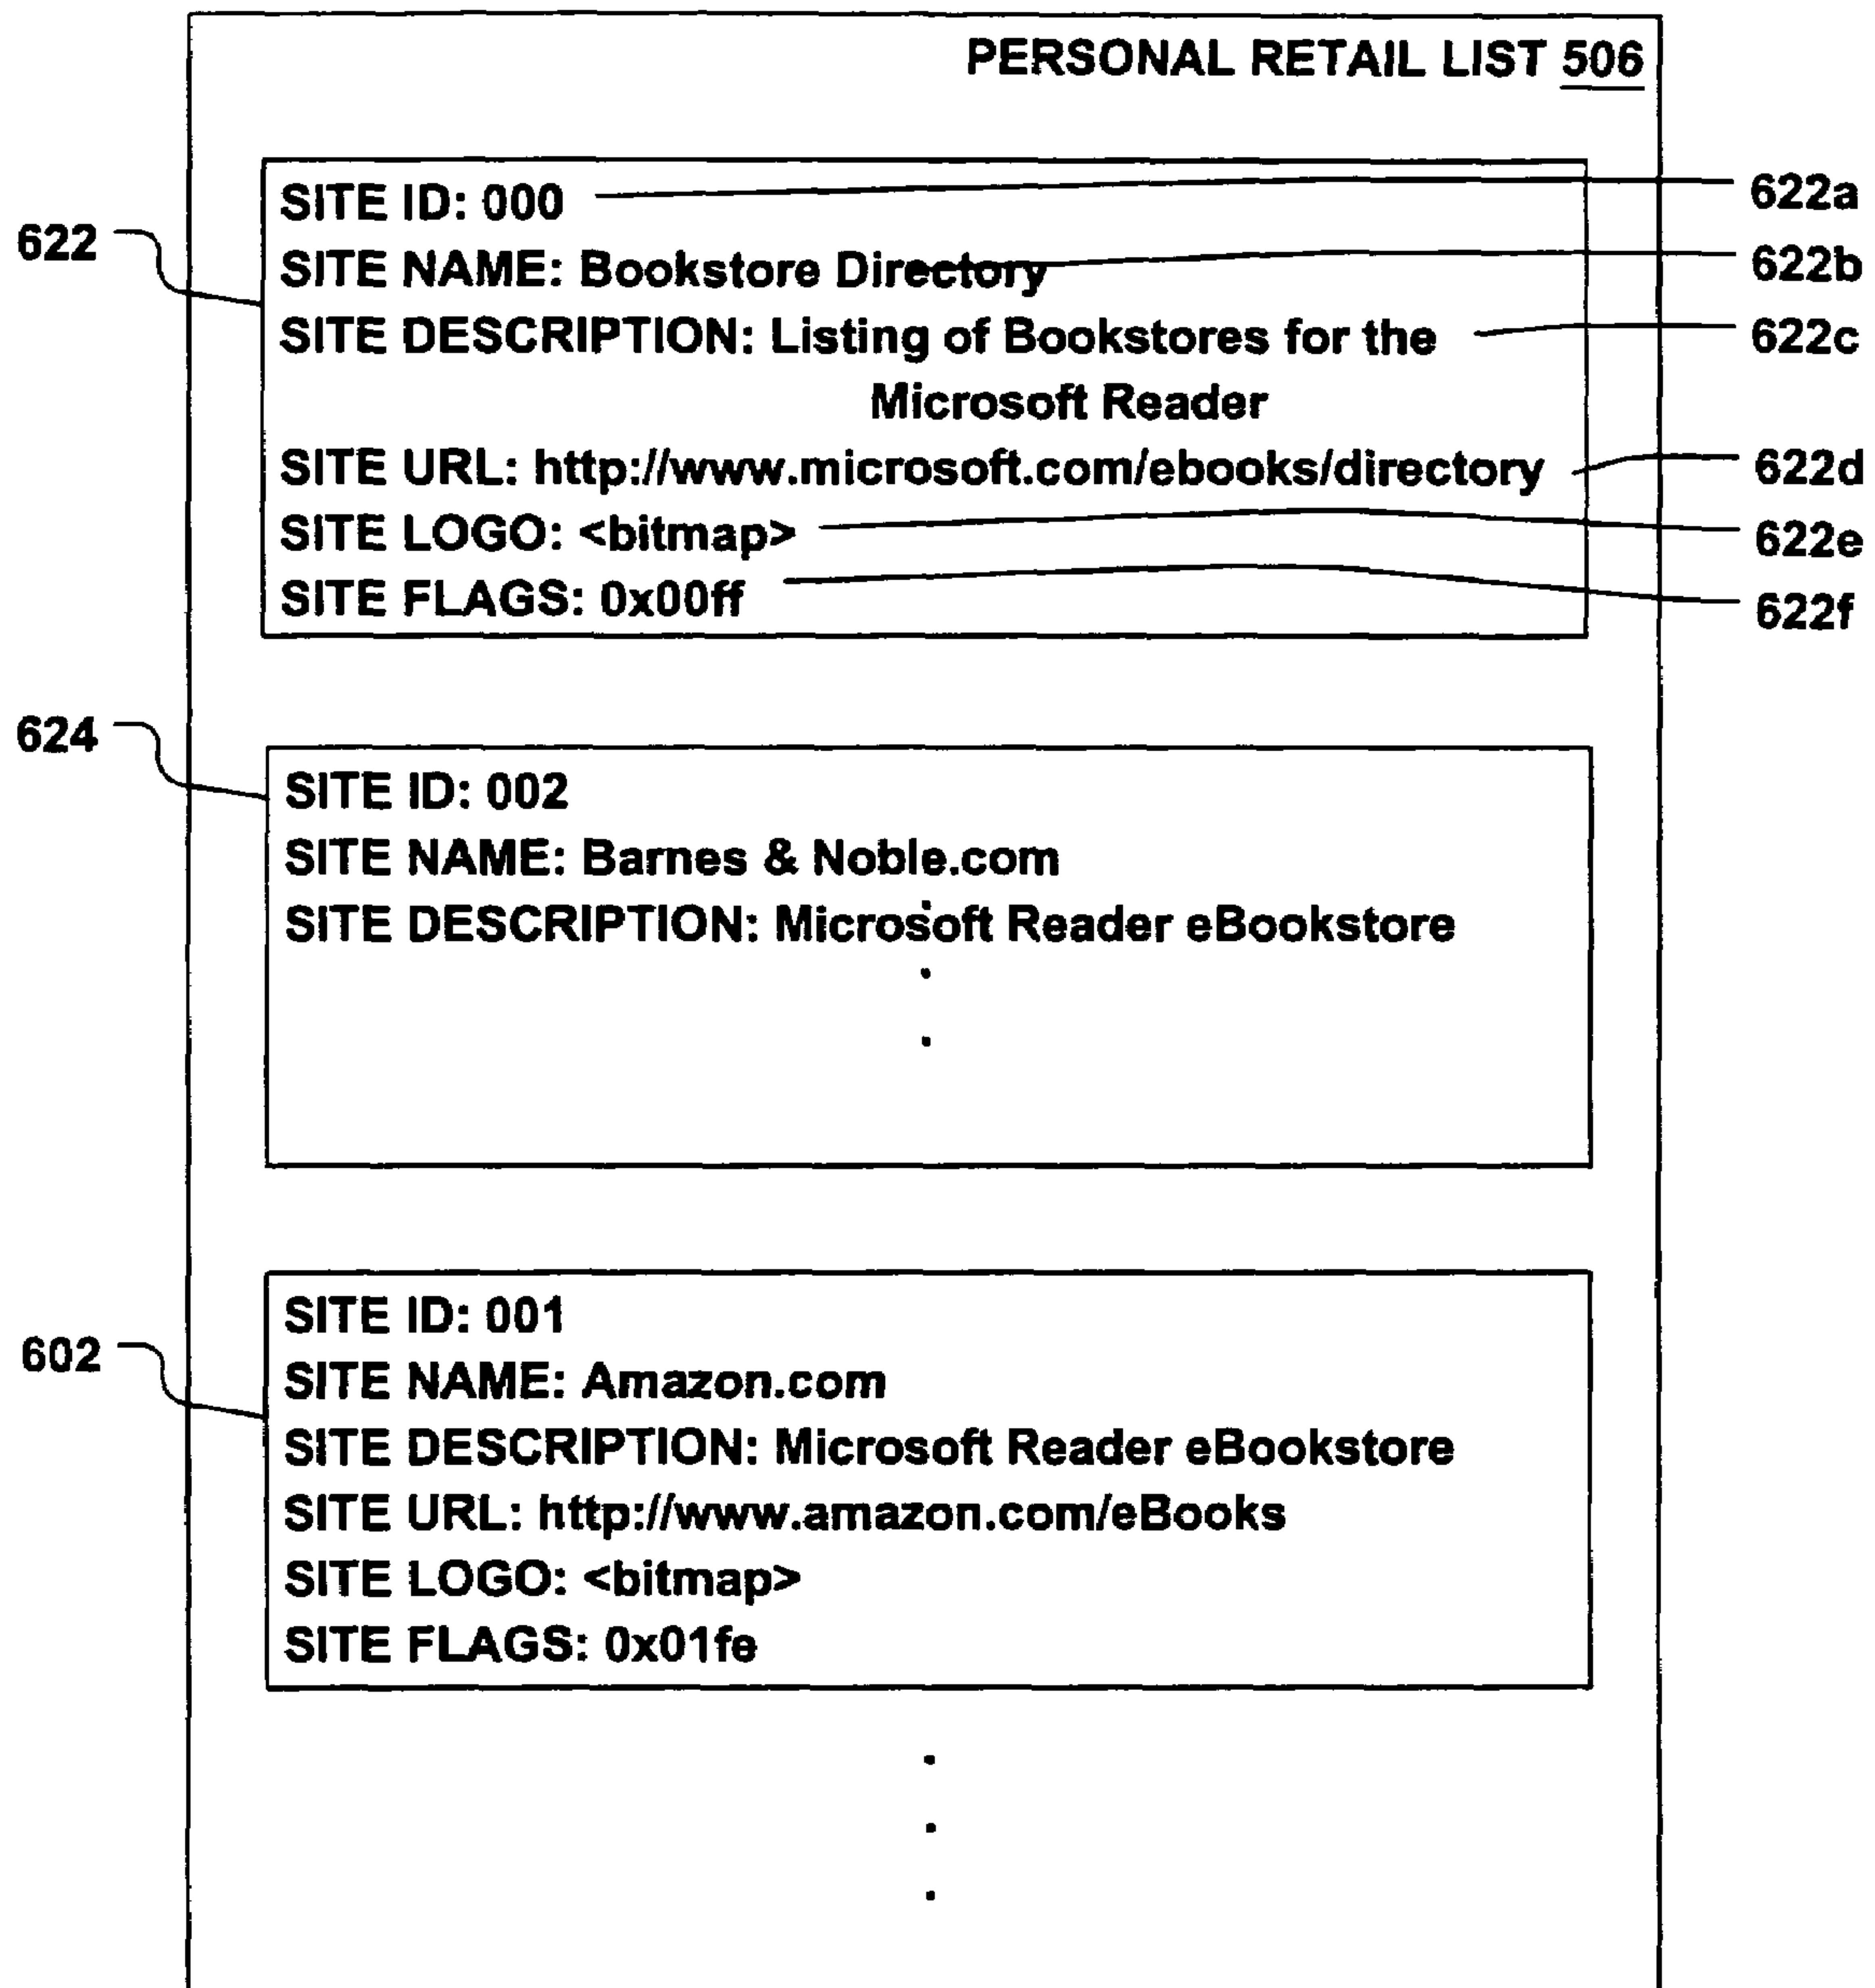 PERSONAL RETAIL LIST 506
622
SITE ID: 000
622a
SITE NAME: Bookstore Directory
622b
SITE DESCRIPTION: Listing of Bookstores for the
622c
Microsoft Reader
SITE URL: http://www.microsoft.com/ebooks/directory
622d
SITE LOGO: <bitmap>
622e
SITE FLAGS: 0x00ff
622f
624
SITE ID: 002
SITE NAME: Barnes & Noble.com
SITE DESCRIPTION: Microsoft Reader eBookstore
602
SITE ID: 001
SITE NAME: Amazon.com
SITE DESCRIPTION: Microsoft Reader eBookstore
SITE URL: http://www.amazon.com/eBooks
SITE LOGO: <bitmap>
SITE FLAGS: 0x01fe